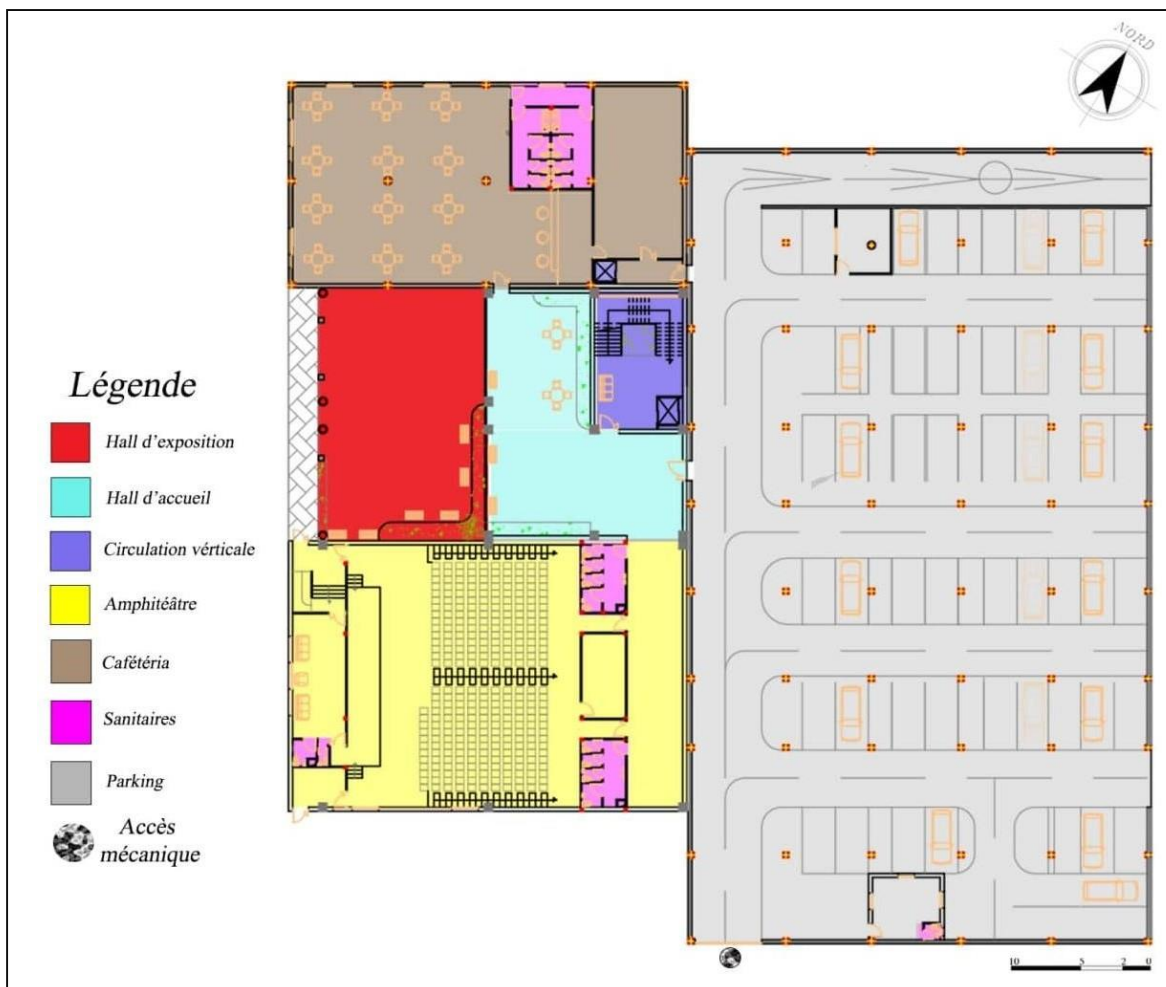 NORD
Légende
Hall d'exposition
Hall d'accueil
Circulation vérticale
Amphitéâtre
Cafétéria
Sanitaires
Parking
Accès
mécanique
10 5 2 0